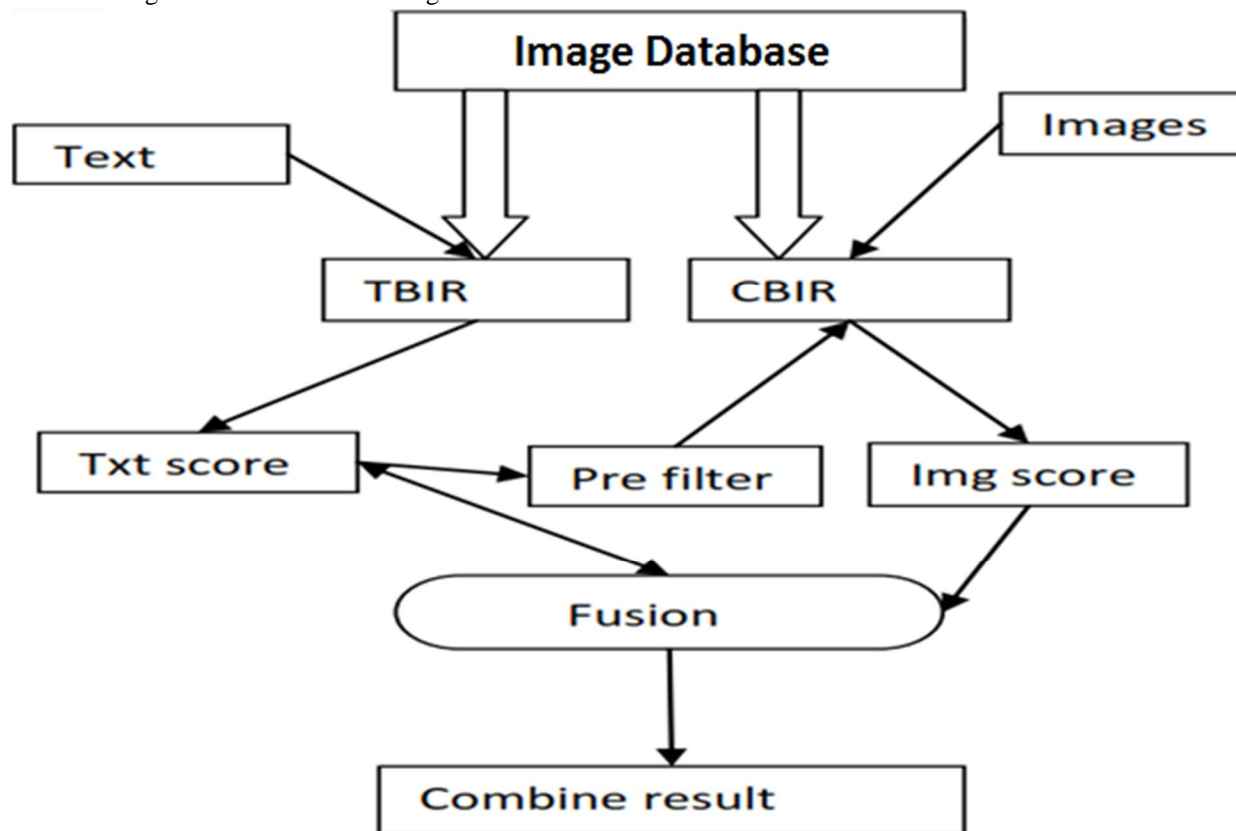 Image Database
Images
Text
TBIR
CBIR
Txt score
Pre filter
Img score
Fusion
Combine result